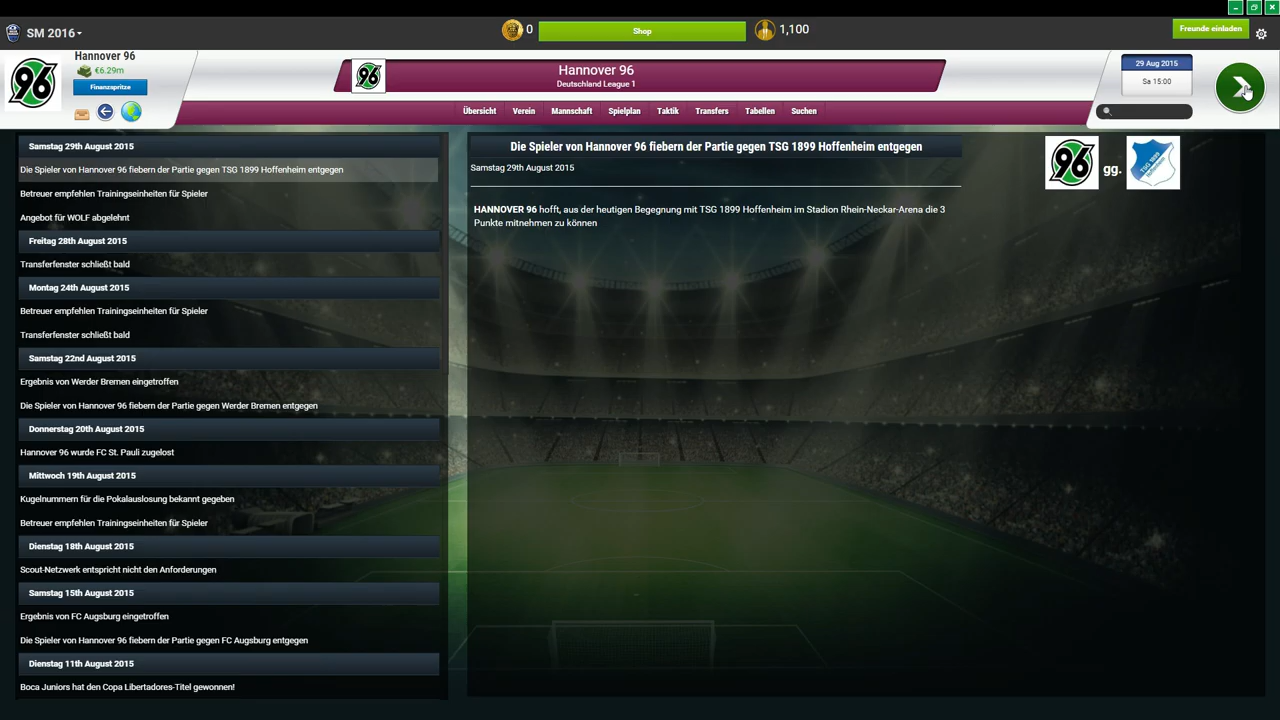 SM 2016
0
Shop
1,100
Freunde einladen
Hannover 96
€6.29m
Finanzspritze
96
Hannover 96
Deutschland League 1
29 Aug 2015
Sa 15:00
Übersicht Verein Mannschaft Spielplan Taktik Transfers Tabellen Suchen
Samstag 29th August 2015
Die Spieler von Hannover 96 fiebern der Partie gegen TSG 1899 Hoffenheim entgegen
Betreuer empfehlen Trainingseinheiten für Spieler
Angebot für WOLF abgelehnt
Freitag 28th August 2015
Transferfenster schließt bald
Montag 24th August 2015
Betreuer empfehlen Trainingseinheiten für Spieler
Transferfenster schließt bald
Samstag 22nd August 2015
Ergebnis von Werder Bremen eingetroffen
Die Spieler von Hannover 96 fiebern der Partie gegen Werder Bremen entgegen
Donnerstag 20th August 2015
Hannover 96 wurde FC St. Pauli zugelost
Mittwoch 19th August 2015
Kugelnummern für die Pokalauslosung bekannt gegeben
Betreuer empfehlen Trainingseinheiten für Spieler
Dienstag 18th August 2015
Scout-Netzwerk entspricht nicht den Anforderungen
Samstag 15th August 2015
Ergebnis von FC Augsburg eingetroffen
Die Spieler von Hannover 96 fiebern der Partie gegen FC Augsburg entgegen
Dienstag 11th August 2015
Boca Juniors hat den Copa Libertadores-Titel gewonnen!
Die Spieler von Hannover 96 fiebern der Partie gegen TSG 1899 Hoffenheim entgegen
Samstag 29th August 2015
HANNOVER 96 hofft, aus der heutigen Begegnung mit TSG 1899 Hoffenheim im Stadion Rhein-Neckar-Arena die 3
Punkte mitnehmen zu können
96 gg. TSG 1899